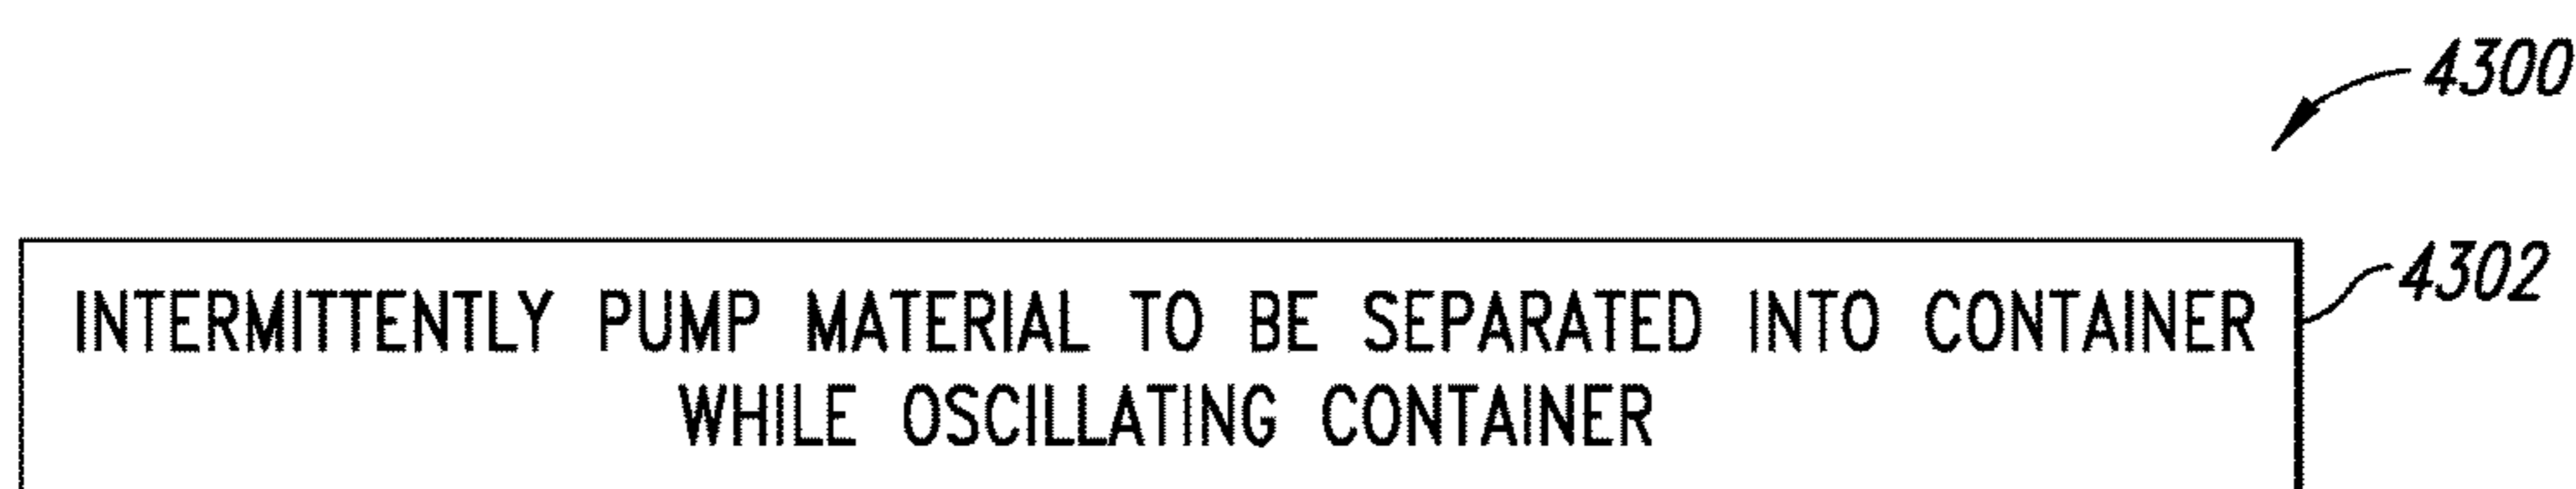 4300
4302
INTERMITTENTLY PUMP MATERIAL TO BE SEPARATED INTO CONTAINER
WHILE OSCILLATING CONTAINER